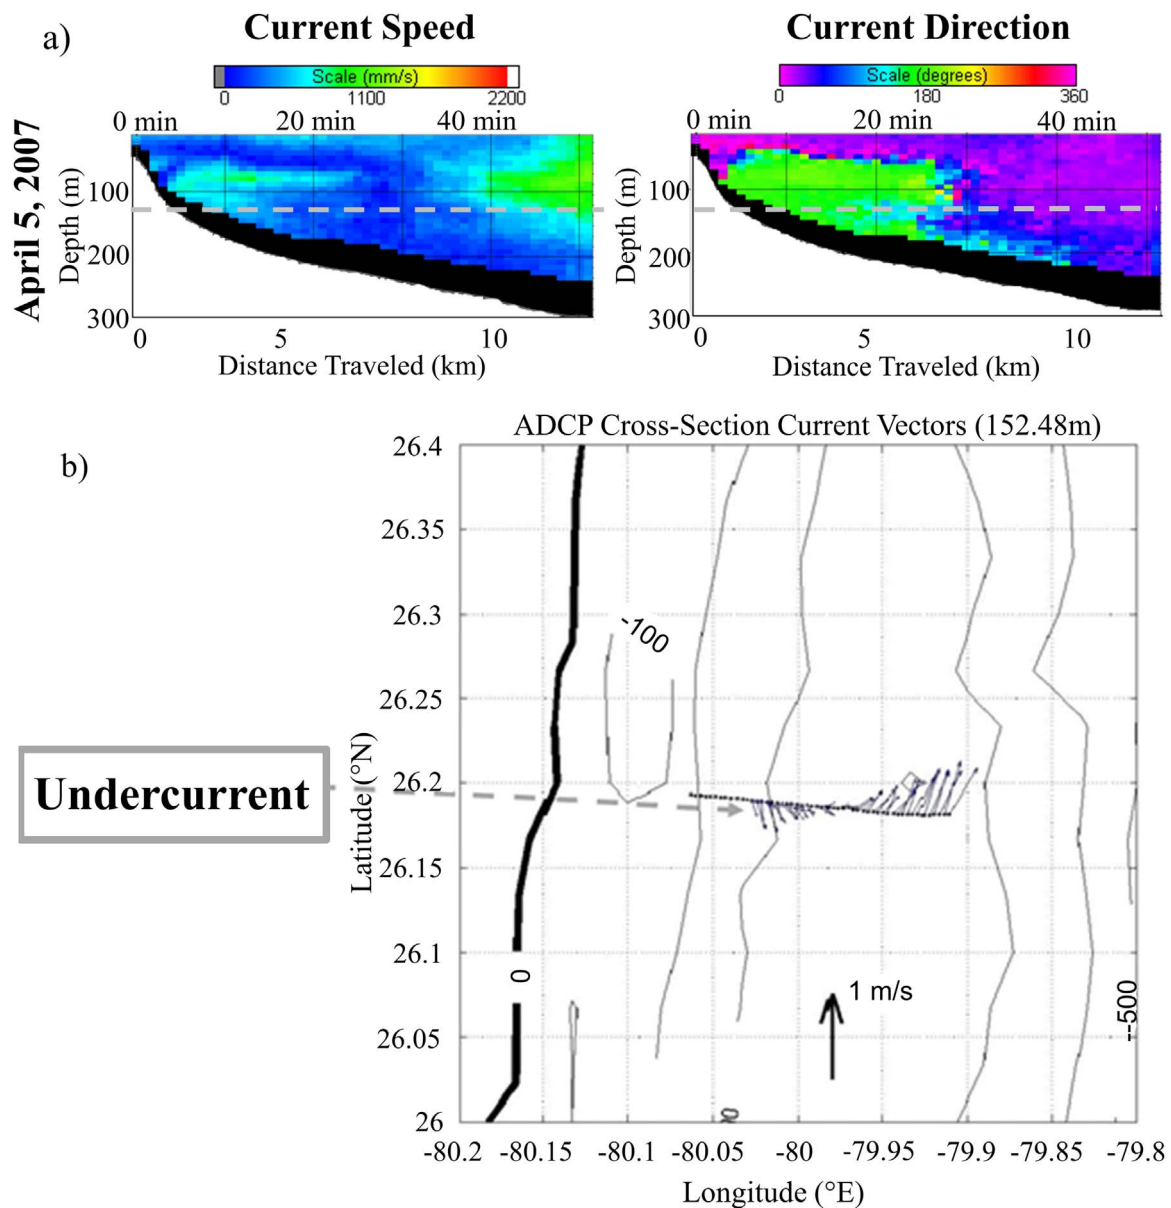 a)
Current Speed
Current Direction
Scale (mm/s)
0 1100 2200
Scale (degrees)
0 180 360
0 min 20 min 40 min
0 min 20 min 40 min
April 5, 2007
Depth (m)
100
200
300
0 5 10
Distance Traveled (km)
Depth (m)
100
200
300
0 5 10
Distance Traveled (km)
b)
ADCP Cross-Section Current Vectors (152.48m)
26.4
26.35
26.3
26.25
26.2
26.15
26.1
26.05
26
Latitude (°N)
-100
Undercurrent
0
1 m/s
--500
-80.2 -80.15 -80.1 -80.05 -80 -79.95 -79.9 -79.85 -79.8
Longitude (°E)